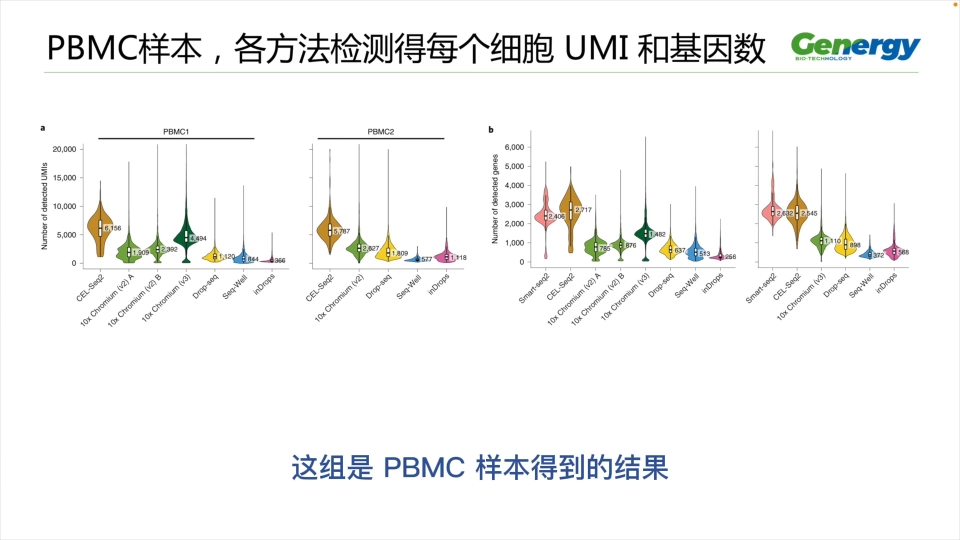 PBMC样本，各方法检测得每个细胞 UMI 和基因数
Genergy
BIO-TECHNOLOGY
a
PBMC1
PBMC2
Number of detected UMIs
20,000
15,000
10,000
5,000
0
6,156
1,909
2,392
4,494
1,120
844
366
5,787
2,627
1,809
577
1,118
CEL-Seq2
10x Chromium (v2) A
10x Chromium (v2) B
10x Chromium (v3)
Drop-seq
Seq-Well
inDrops
CEL-Seq2
10x Chromium (v2)
Drop-seq
Seq-Well
inDrops
b
Number of detected genes
6,000
5,000
4,000
3,000
2,000
1,000
0
2,406
2,717
785
876
1,482
637
513
256
2,632
2,545
1,110
898
372
568
Smart-seq2
CEL-Seq2
10x Chromium (v2) A
10x Chromium (v2) B
10x Chromium (v3)
Drop-seq
Seq-Well
inDrops
Smart-seq2
CEL-Seq2
10x Chromium (v2)
Drop-seq
Seq-Well
inDrops
这组是 PBMC 样本得到的结果